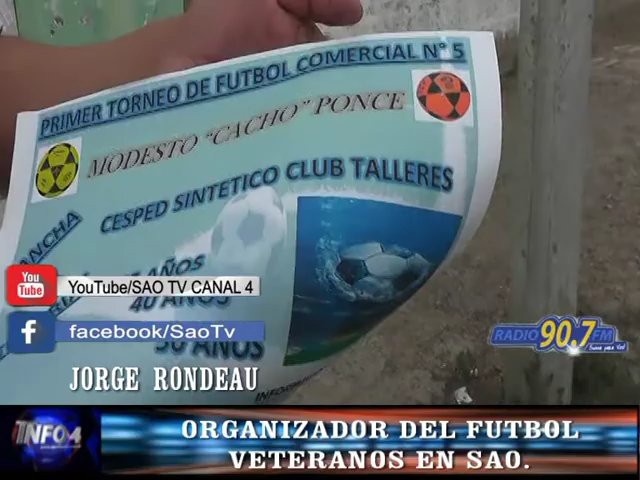 PRIMER TORNEO DE FUTBOL COMERCIAL N° 5
MODESTO "CACHO" PONCE
CESPED SINTETICO CLUB TALLERES
ANCHA
AÑOS
40 AÑOS
50 AÑOS
You
Tube
YouTube/SAO TV CANAL 4
f
facebook/SaoTv
RADIO 90.7 FM
JORGE RONDEAU
INFO4
ORGANIZADOR DEL FUTBOL
VETERANOS EN SAO.